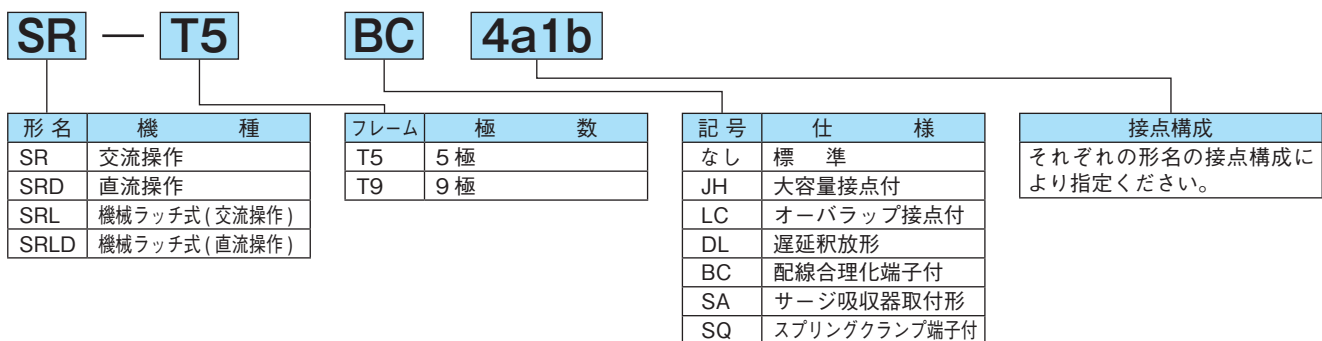 SR — T5 BC 4a1b
形名 機種
SR 交流操作
SRD 直流操作
SRL 機械ラッチ式(交流操作)
SRLD 機械ラッチ式(直流操作)
フレーム 極数
T5 5極
T9 9極
記号 仕様
なし 標準
JH 大容量接点付
LC オーバラップ接点付
DL 遅延釈放形
BC 配線合理化端子付
SA サージ吸収器取付形
SQ スプリングクランプ端子付
接点構成
それぞれの形名の接点構成に
より指定ください。